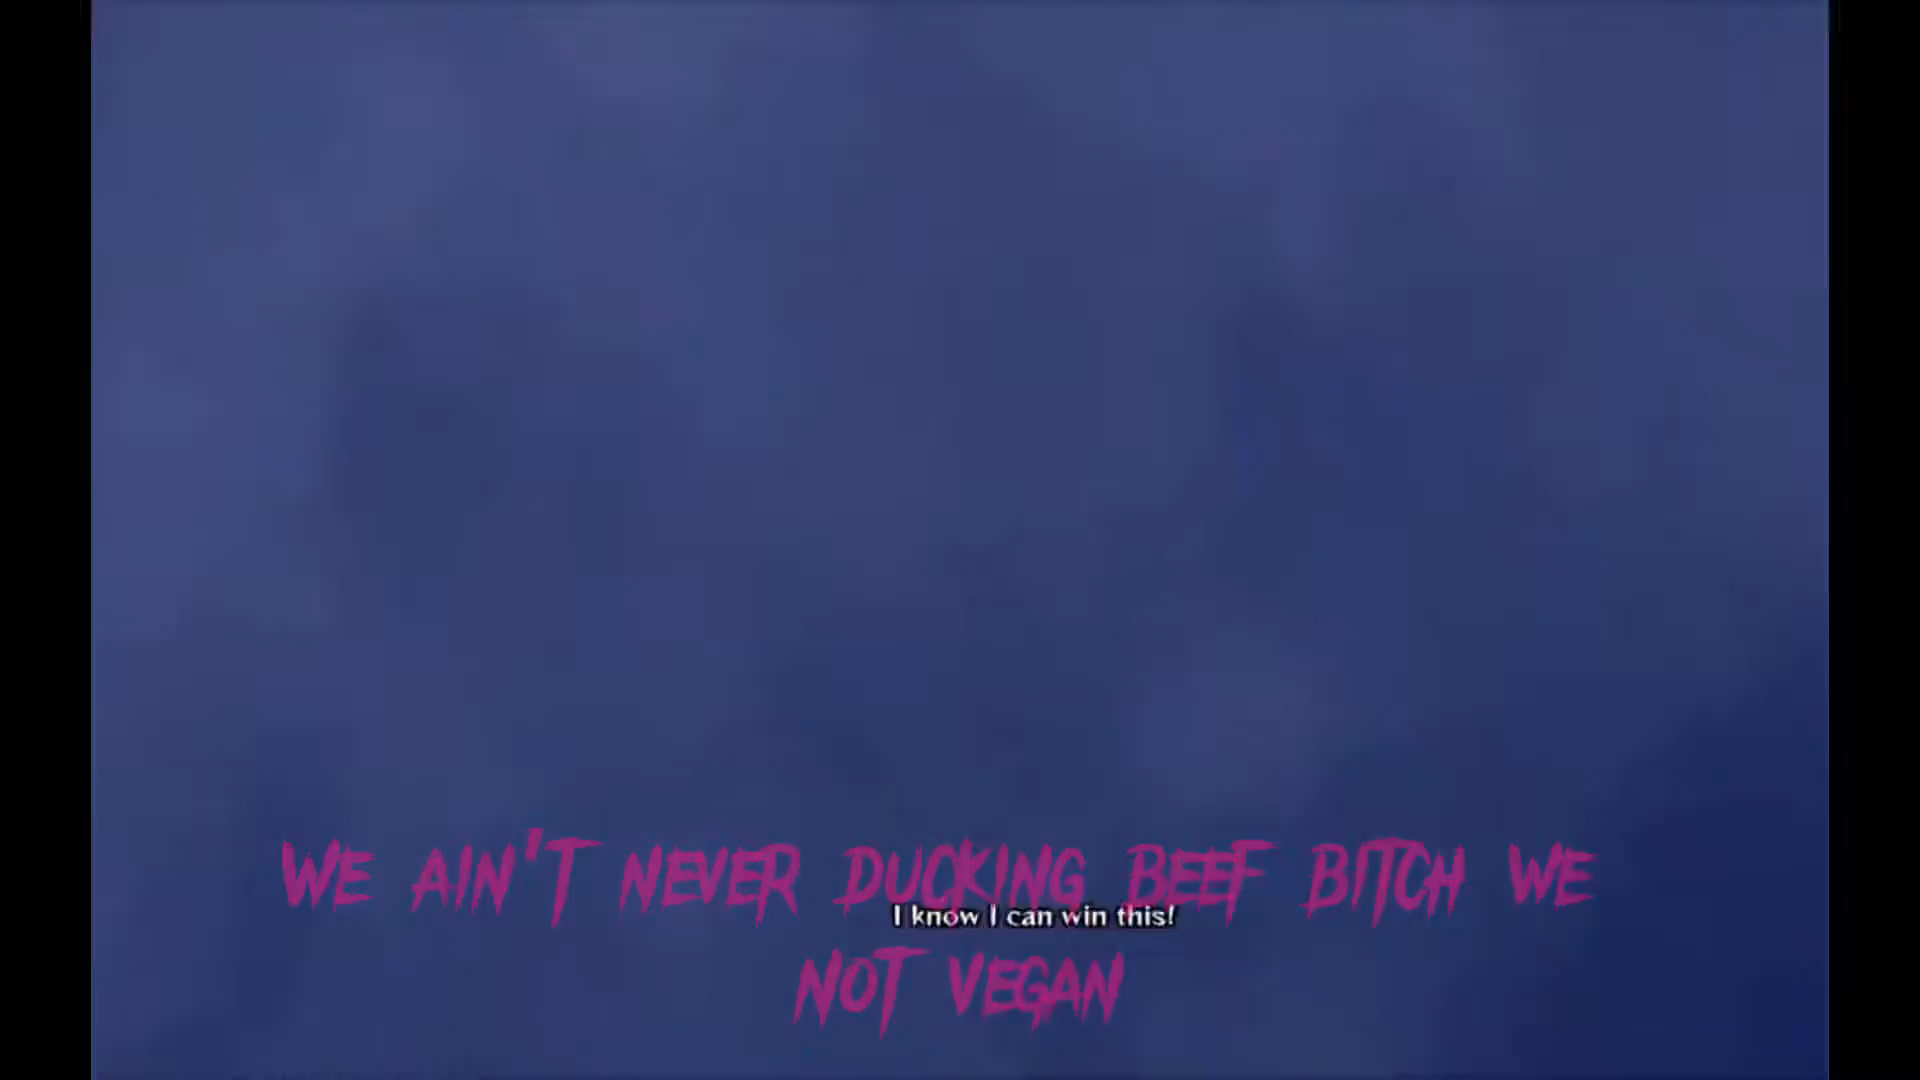 WE AIN'T NEVER DUCKING BEEF BITCH WE
I know I can win this!
NOT VEGAN